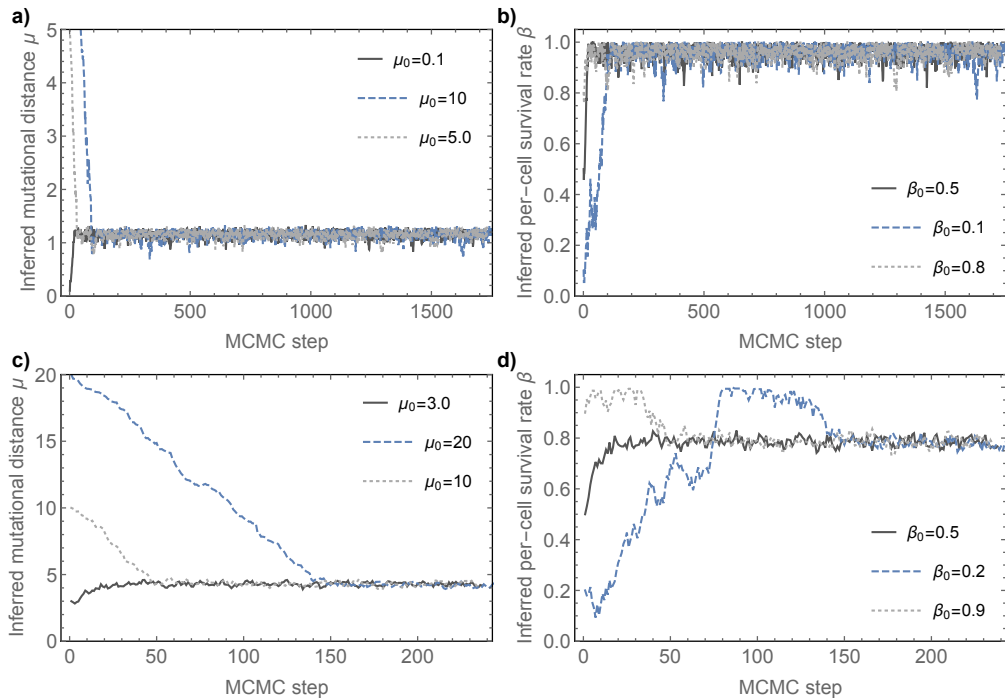 a)
Inferred mutational distance μ
5
4
3
2
1
0
0
500
1000
1500
MCMC step
μ0=0.1
μ0=10
μ0=5.0
b)
Inferred per-cell survival rate β
1.0
0.8
0.6
0.4
0.2
0.0
0
500
1000
1500
MCMC step
β0=0.5
β0=0.1
β0=0.8
c)
Inferred mutational distance μ
20
15
10
5
0
0
50
100
150
200
MCMC step
μ0=3.0
μ0=20
μ0=10
d)
Inferred per-cell survival rate β
1.0
0.8
0.6
0.4
0.2
0.0
0
50
100
150
200
MCMC step
β0=0.5
β0=0.2
β0=0.9